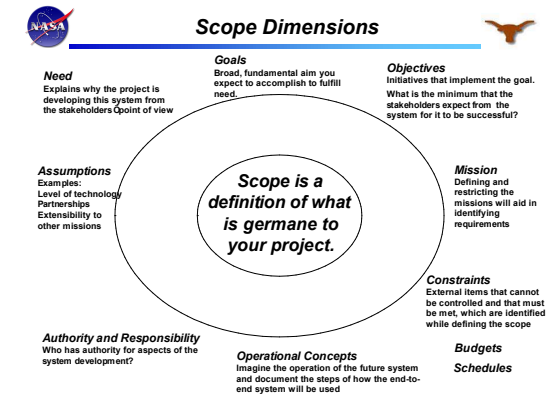 NASA
Scope Dimensions
Goals
Broad, fundamental aim you
expect to accomplish to fulfill
need.
Objectives
Initiatives that implement the goal.
What is the minimum that the
stakeholders expect from the
system for it to be successful?
Need
Explains why the project is
developing this system from
the stakeholdersÕpoint of view
Assumptions
Examples:
Level of technology
Partnerships
Extensibility to
other missions
Scope is a
definition of what
is germane to
your project.
Mission
Defining and
restricting the
missions will aid in
identifying
requirements
Constraints
External items that cannot
be controlled and that must
be met, which are identified
while defining the scope
Budgets
Schedules
Authority and Responsibility
Who has authority for aspects of the
system development?
Operational Concepts
Imagine the operation of the future system
and document the steps of how the end-to-
end system will be used